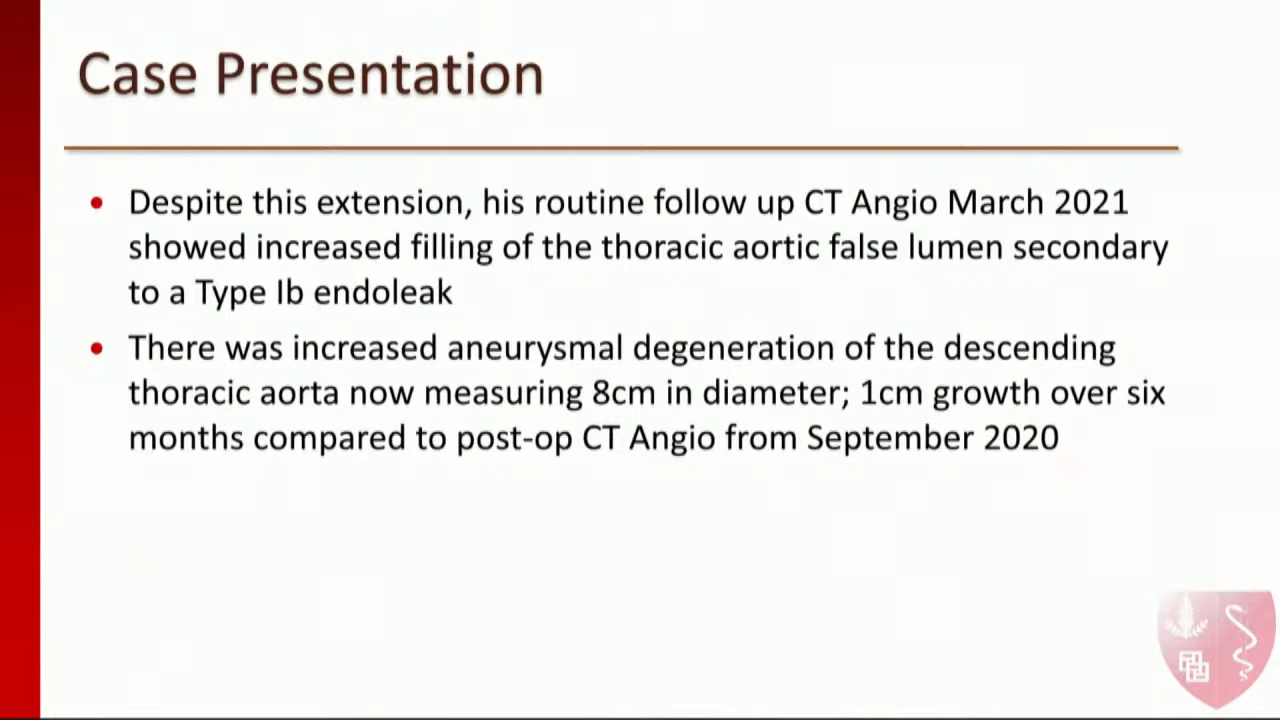 Case Presentation
• Despite this extension, his routine follow up CT Angio March 2021
showed increased filling of the thoracic aortic false lumen secondary
to a Type Ib endoleak
• There was increased aneurysmal degeneration of the descending
thoracic aorta now measuring 8cm in diameter; 1cm growth over six
months compared to post-op CT Angio from September 2020